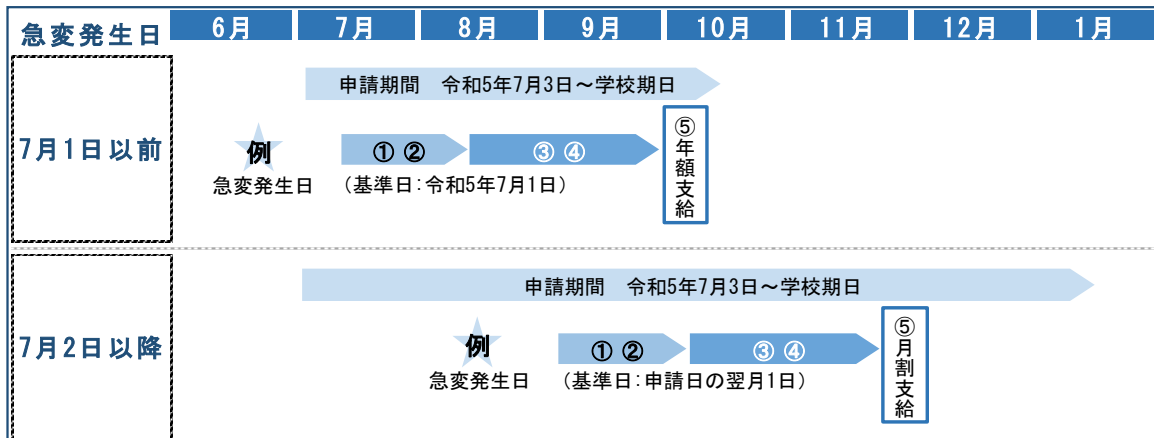 急変発生日
6月 7月 8月 9月 10月 11月 12月 1月
7月1日以前
申請期間　令和5年7月3日～学校期日
例
急変発生日
① ②
③ ④
（基準日：令和5年7月1日）
⑤年額支給
7月2日以降
申請期間　令和5年7月3日～学校期日
例
急変発生日
① ②
③ ④
（基準日：申請日の翌月1日）
⑤月割支給